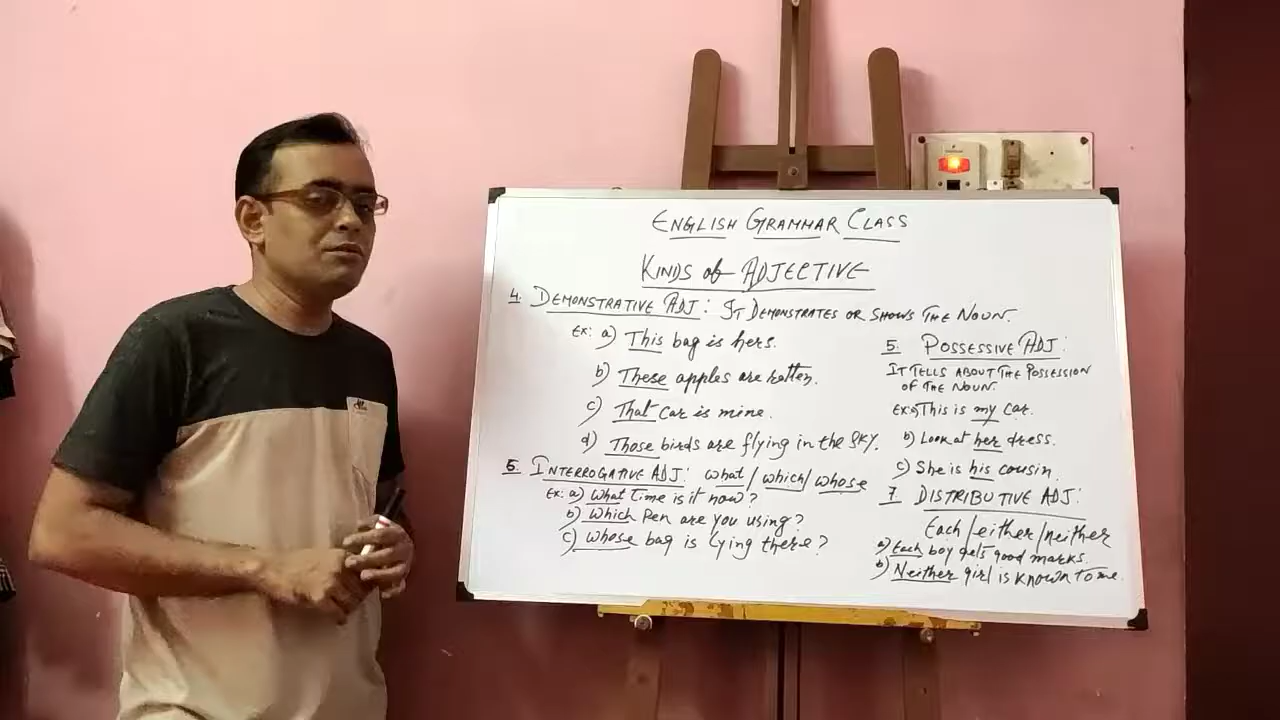 ENGLISH GRAMMAR CLASS
KINDS of ADJECTIVE
4. DEMONSTRATIVE ADJ: IT DEMONSTRATES OR SHOWS THE NOUN.
Ex: a) This bag is hers.
b) These apples are rotten.
c) That car is mine.
d) Those birds are flying in the sky.
5. POSSESSIVE ADJ:
IT TELLS ABOUT THE POSSESSION
OF THE NOUN.
Ex: a) This is my car.
b) Look at her dress.
c) She is his cousin.
6. INTERROGATIVE ADJ: what / which / whose
Ex: a) What time is it now?
b) Which Pen are you using?
c) Whose bag is lying there?
7. DISTRIBUTIVE ADJ:
Each / either / neither
a) Each boy gets good marks.
b) Neither girl is known to me.